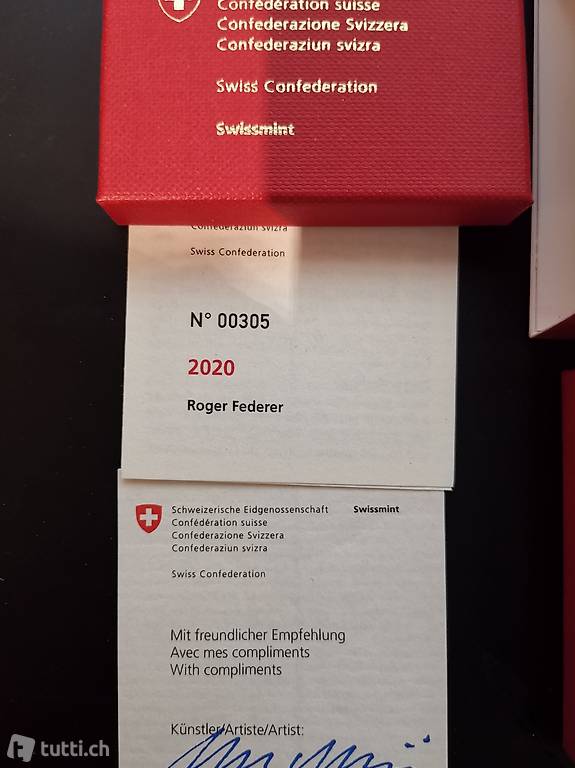 Confédération suisse
Confederazione Svizzera
Confederaziun svizra
Swiss Confederation
Swissmint
Confederaziun svizra
Swiss Confederation
N° 00305
2020
Roger Federer
Schweizerische Eidgenossenschaft Swissmint
Confédération suisse
Confederazione Svizzera
Confederaziun svizra
Swiss Confederation
Mit freundlicher Empfehlung
Avec mes compliments
With compliments
Künstler/Artiste/Artist:
tutti.ch